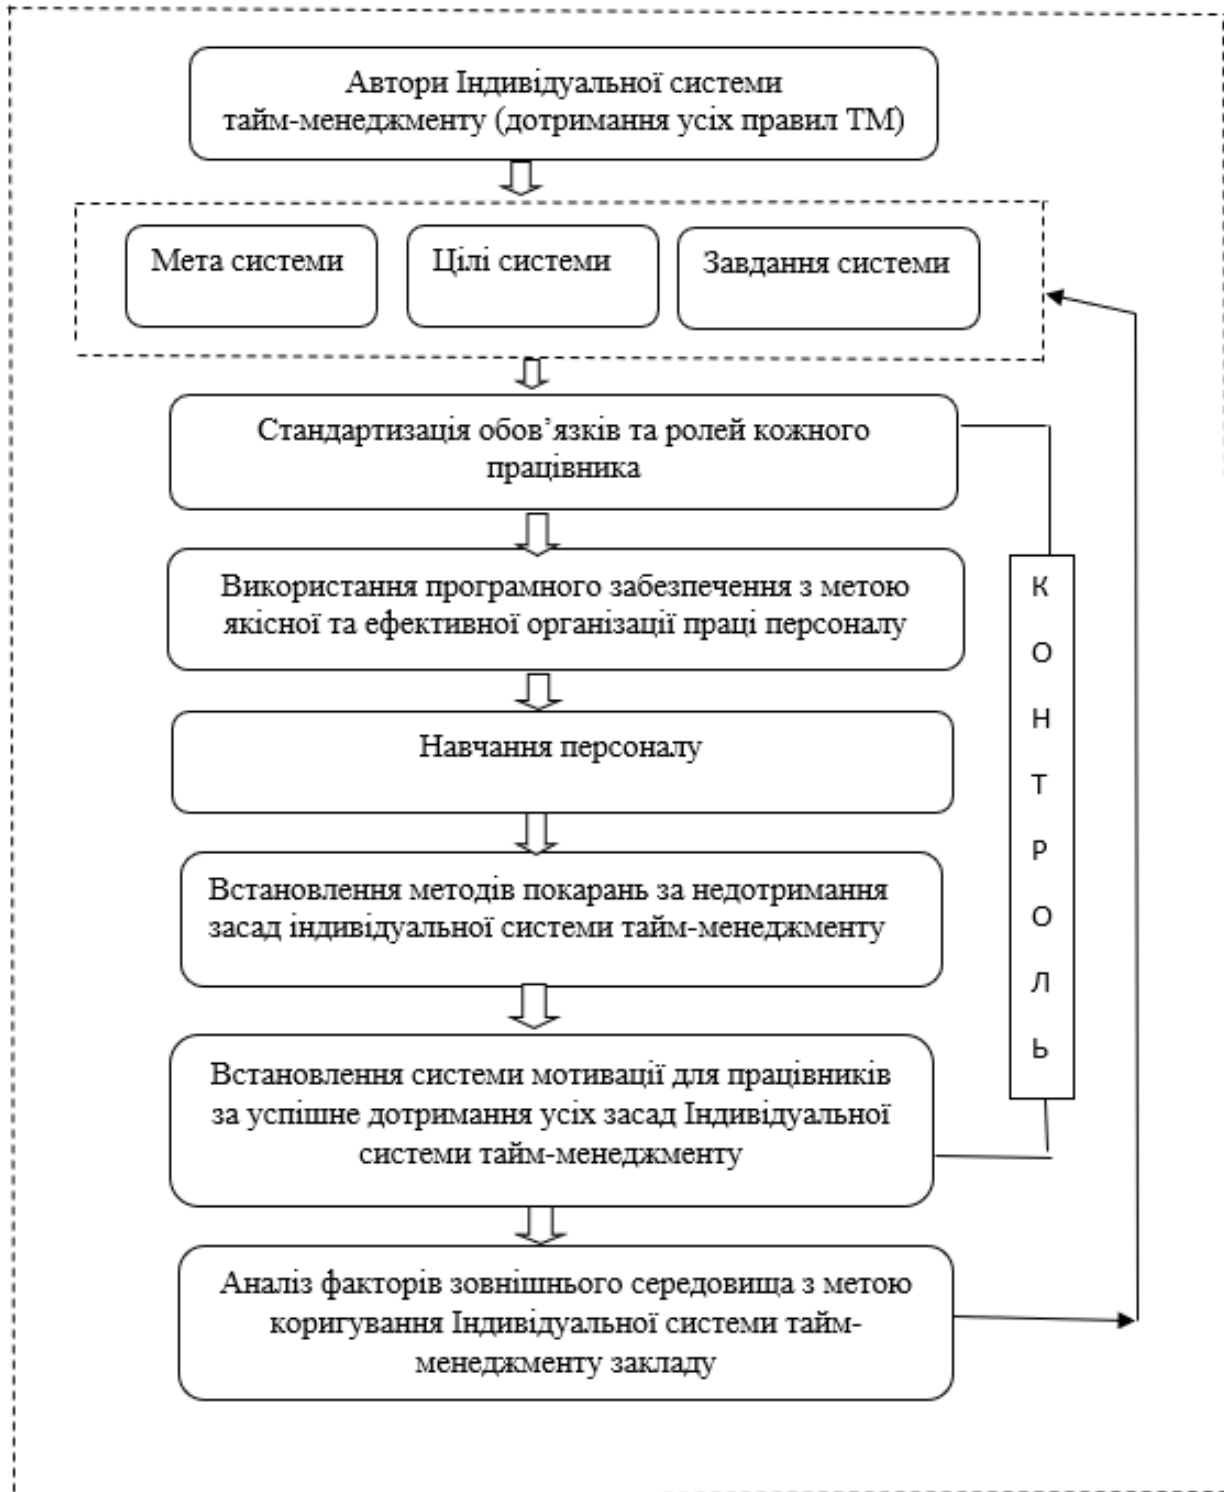 Автори Індивідуальної системи
тайм-менеджменту (дотримання усіх правил ТМ)
Мета системи
Цілі системи
Завдання системи
Стандартизація обов’язків та ролей кожного
працівника
Використання програмного забезпечення з метою
якісної та ефективної організації праці персоналу
Навчання персоналу
Встановлення методів покарань за недотримання
засад індивідуальної системи тайм-менеджменту
Встановлення системи мотивації для працівників
за успішне дотримання усіх засад Індивідуальної
системи тайм-менеджменту
Аналіз факторів зовнішнього середовища з метою
коригування Індивідуальної системи тайм-
менеджменту закладу
К
О
Н
Т
Р
О
Л
Ь